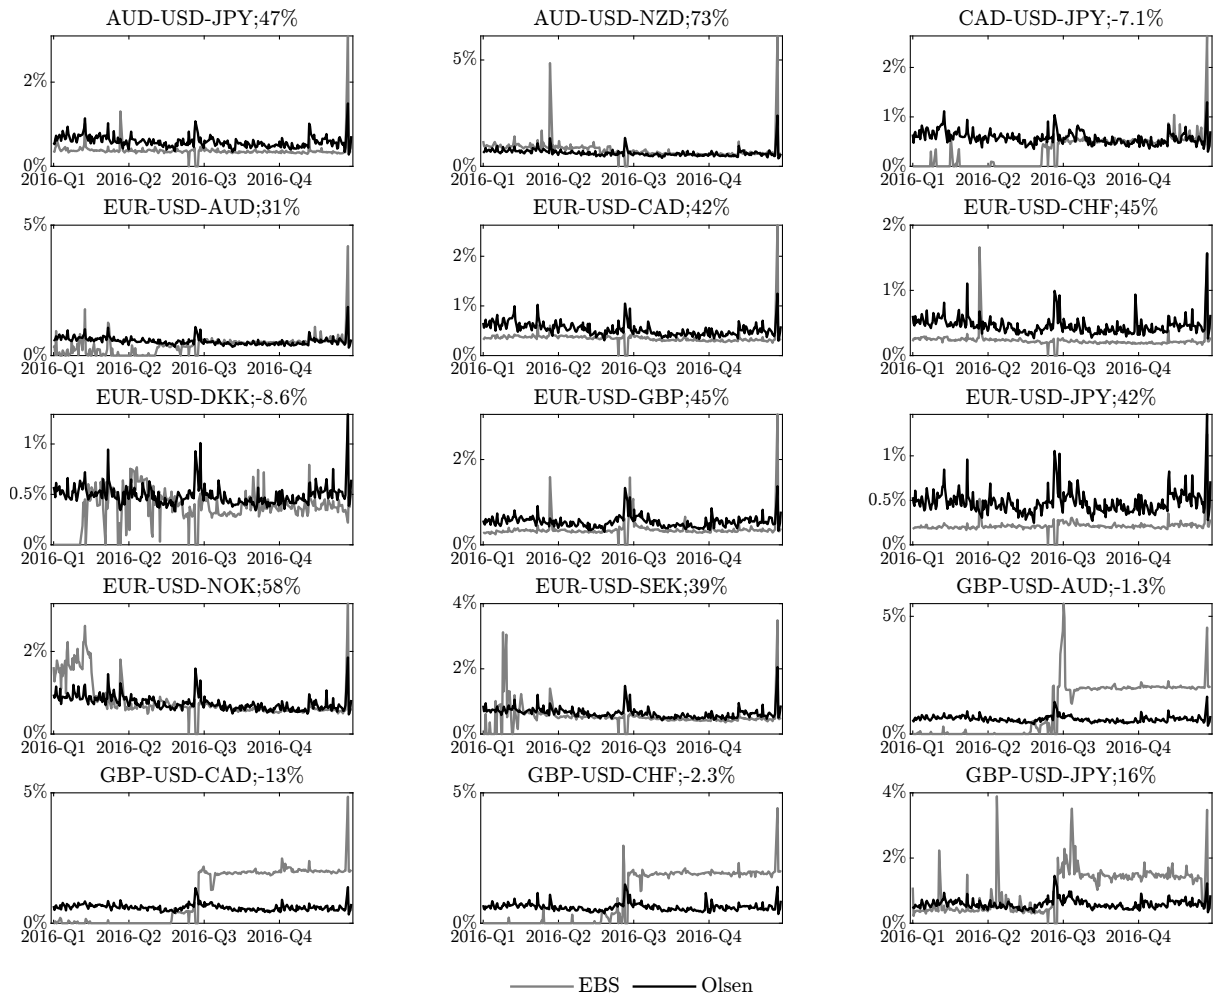 AUD-USD-JPY;47%
AUD-USD-NZD;73%
CAD-USD-JPY;-7.1%
2%
0%
2016-Q1 2016-Q2 2016-Q3 2016-Q4
5%
0%
2016-Q1 2016-Q2 2016-Q3 2016-Q4
2%
1%
0%
2016-Q1 2016-Q2 2016-Q3 2016-Q4
EUR-USD-AUD;31%
EUR-USD-CAD;42%
EUR-USD-CHF;45%
5%
0%
2016-Q1 2016-Q2 2016-Q3 2016-Q4
2%
1%
0%
2016-Q1 2016-Q2 2016-Q3 2016-Q4
2%
1%
0%
2016-Q1 2016-Q2 2016-Q3 2016-Q4
EUR-USD-DKK;-8.6%
EUR-USD-GBP;45%
EUR-USD-JPY;42%
1%
0.5%
0%
2016-Q1 2016-Q2 2016-Q3 2016-Q4
2%
0%
2016-Q1 2016-Q2 2016-Q3 2016-Q4
1%
0.5%
0%
2016-Q1 2016-Q2 2016-Q3 2016-Q4
EUR-USD-NOK;58%
EUR-USD-SEK;39%
GBP-USD-AUD;-1.3%
2%
0%
2016-Q1 2016-Q2 2016-Q3 2016-Q4
4%
2%
0%
2016-Q1 2016-Q2 2016-Q3 2016-Q4
5%
0%
2016-Q1 2016-Q2 2016-Q3 2016-Q4
GBP-USD-CAD;-13%
GBP-USD-CHF;-2.3%
GBP-USD-JPY;16%
5%
0%
2016-Q1 2016-Q2 2016-Q3 2016-Q4
5%
0%
2016-Q1 2016-Q2 2016-Q3 2016-Q4
4%
2%
0%
2016-Q1 2016-Q2 2016-Q3 2016-Q4
EBS Olsen